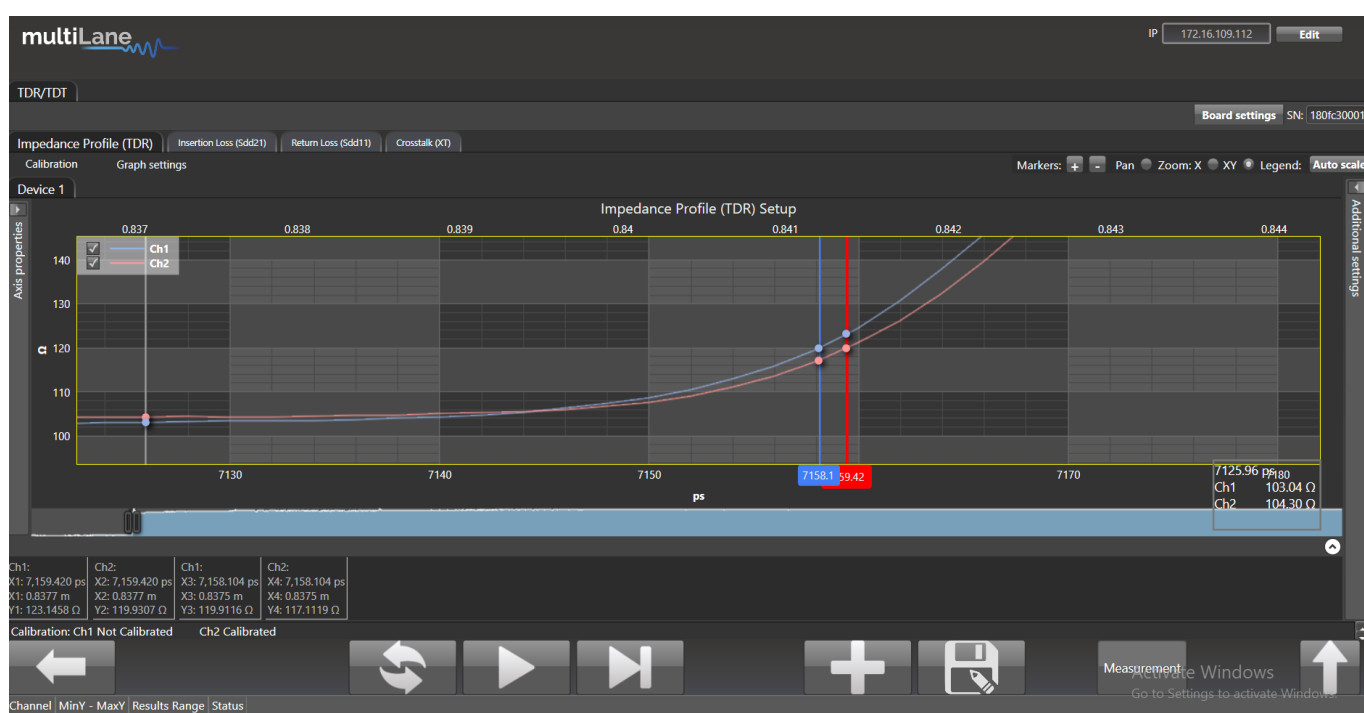 multiLane
IP 172.16.109.112 Edit
TDR/TDT
Board settings SN: 180fc30001
Impedance Profile (TDR) Insertion Loss (Sdd21) Return Loss (Sdd11) Crosstalk (XT)
Calibration Graph settings Markers: + - Pan Zoom: X XY Legend: Auto scale
Device 1
Impedance Profile (TDR) Setup
0.837 0.838 0.839 0.84 0.841 0.842 0.843 0.844
Axis properties
Additional settings
Ch1
Ch2
140
130
Ω 120
110
100
7130 7140 7150 7158.1 59.42 7170 7180
ps
7125.96 ps
Ch1 103.04 Ω
Ch2 104.30 Ω
Ch1: Ch2: Ch1: Ch2:
X1: 7,159.420 ps X2: 7,159.420 ps X3: 7,158.104 ps X4: 7,158.104 ps
X1: 0.8377 m X2: 0.8377 m X3: 0.8375 m X4: 0.8375 m
Y1: 123.1458 Ω Y2: 119.9307 Ω Y3: 119.9116 Ω Y4: 117.1119 Ω
Calibration: Ch1 Not Calibrated Ch2 Calibrated
Measurement
Activate Windows
Go to Settings to activate Windows.
Channel MinY - MaxY Results Range Status